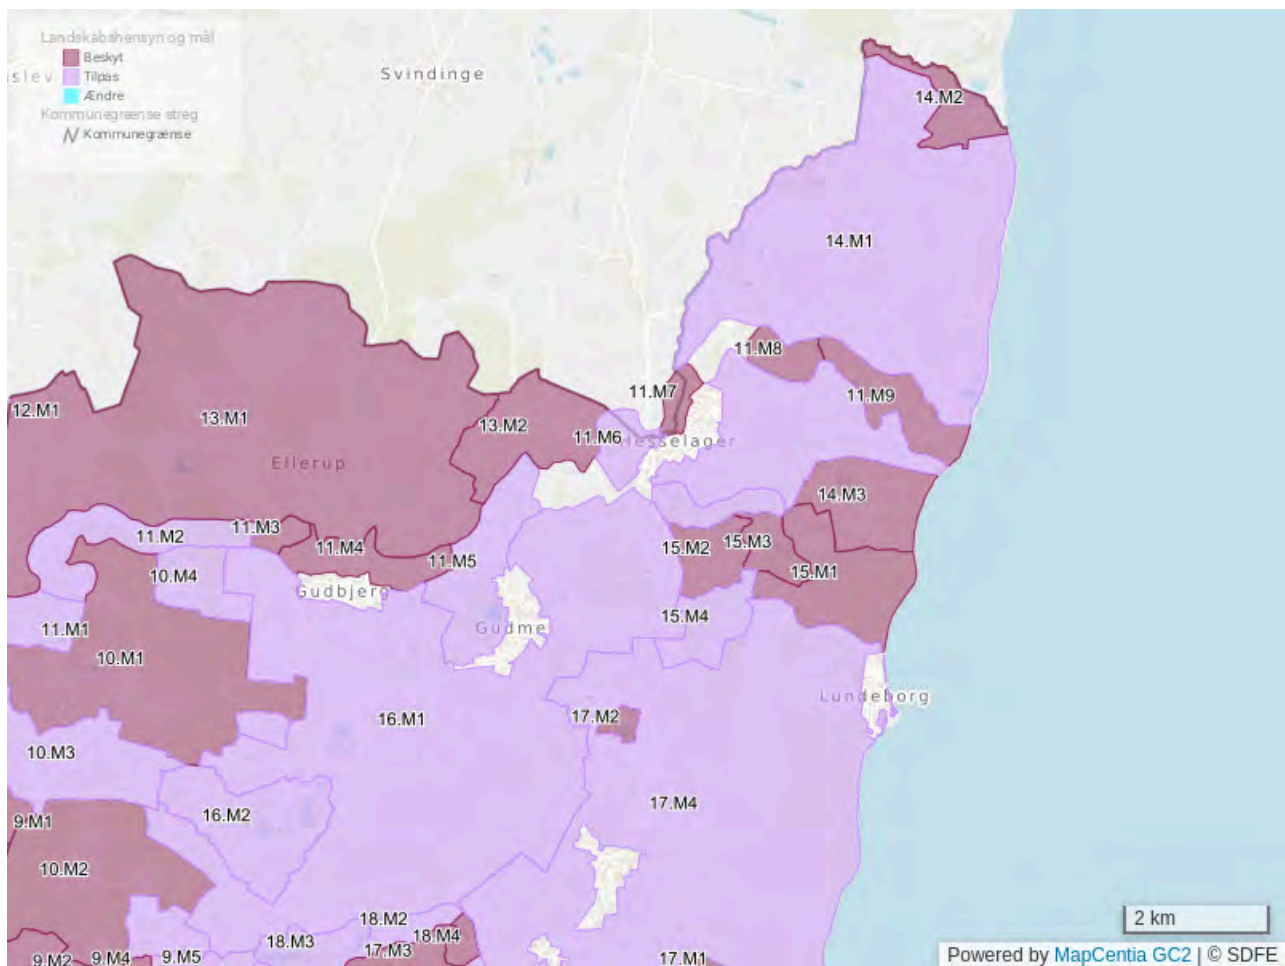 Landskabshensyn og mål
Beskyt
Tilpas
Ændre
Kommunegrænse streg
Kommunegrænse
islev
Svindinge
14.M2
14.M1
11.M8
11.M7
11.M9
12.M1
13.M1
13.M2
11.M6
Hesselager
Ellerup
14.M3
11.M3
11.M2
11.M4
15.M2
15.M3
11.M5
10.M4
15.M1
Gudbjerg
15.M4
11.M1
Gudme
10.M1
Lundeborg
16.M1
17.M2
10.M3
17.M4
16.M2
9.M1
10.M2
18.M2
18.M4
18.M3
17.M3
9.M2
9.M4
9.M5
17.M1
2 km
Powered by MapCentia GC2 | © SDFE